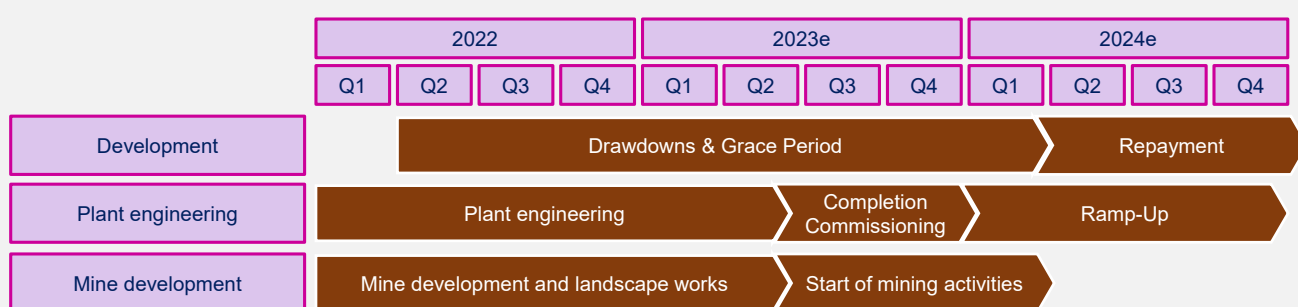 2022 2023e 2024e
Q1 Q2 Q3 Q4 Q1 Q2 Q3 Q4 Q1 Q2 Q3 Q4
Development Drawdowns & Grace Period Repayment
Plant engineering Plant engineering Completion Commissioning Ramp-Up
Mine development Mine development and landscape works Start of mining activities